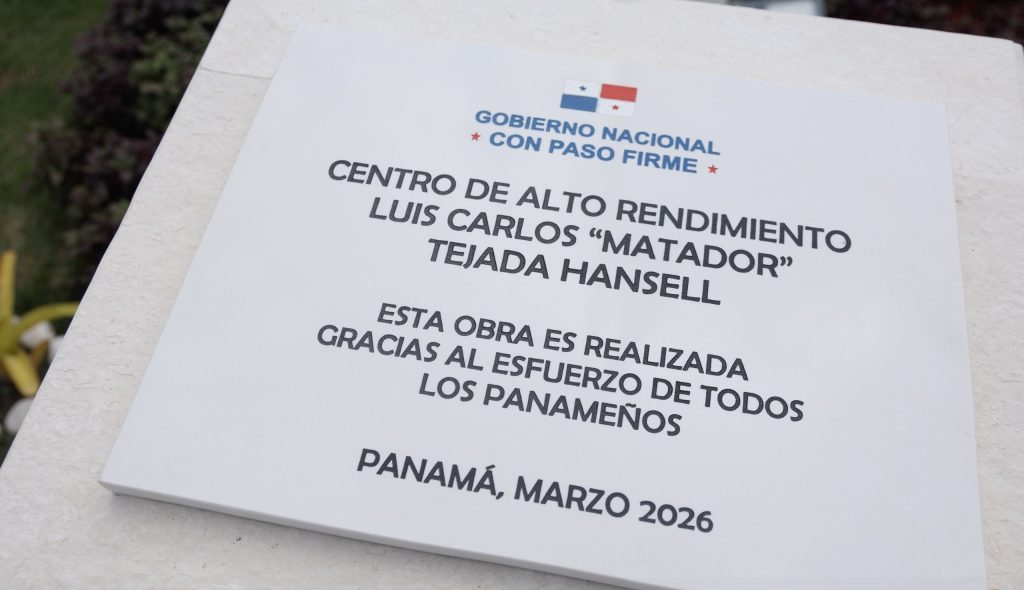 GOBIERNO NACIONAL
★ CON PASO FIRME ★
CENTRO DE ALTO RENDIMIENTO
LUIS CARLOS “MATADOR”
TEJADA HANSELL
ESTA OBRA ES REALIZADA
GRACIAS AL ESFUERZO DE TODOS
LOS PANAMEÑOS
PANAMÁ, MARZO 2026